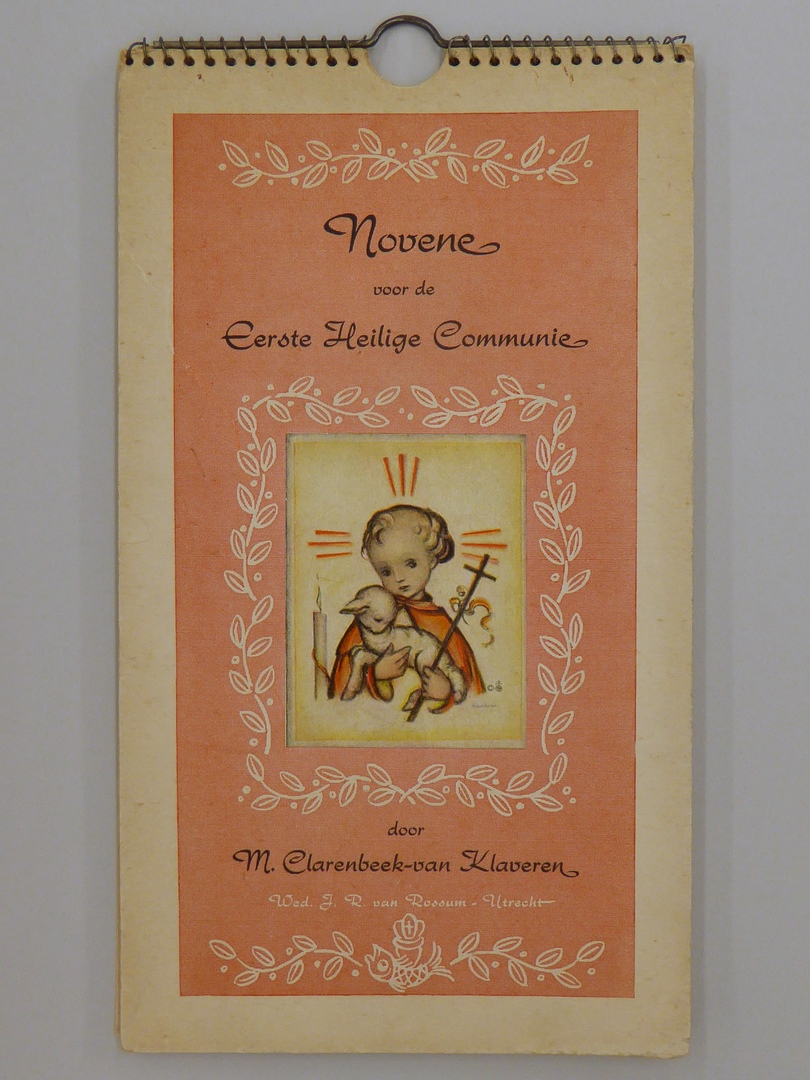 Novene
voor de
Eerste Heilige Communie
door
M. Clarenbeek-van Klaveren
Wed. J. R. van Rossum - Utrecht